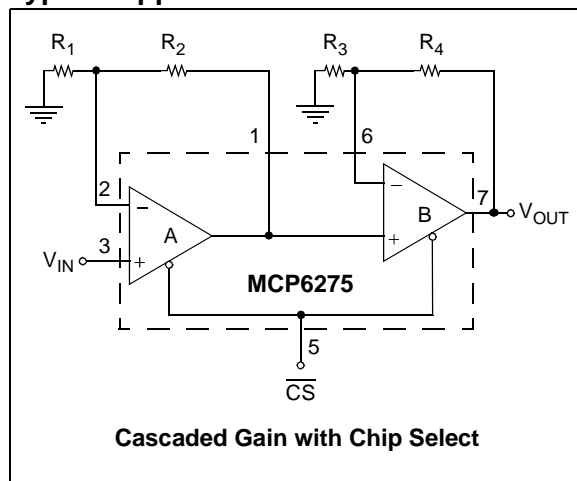 R1 R2 R3 R4
1 6
2 − − 7 VOUT
A B
3 + +
VIN
MCP6275
5
CS
Cascaded Gain with Chip Select